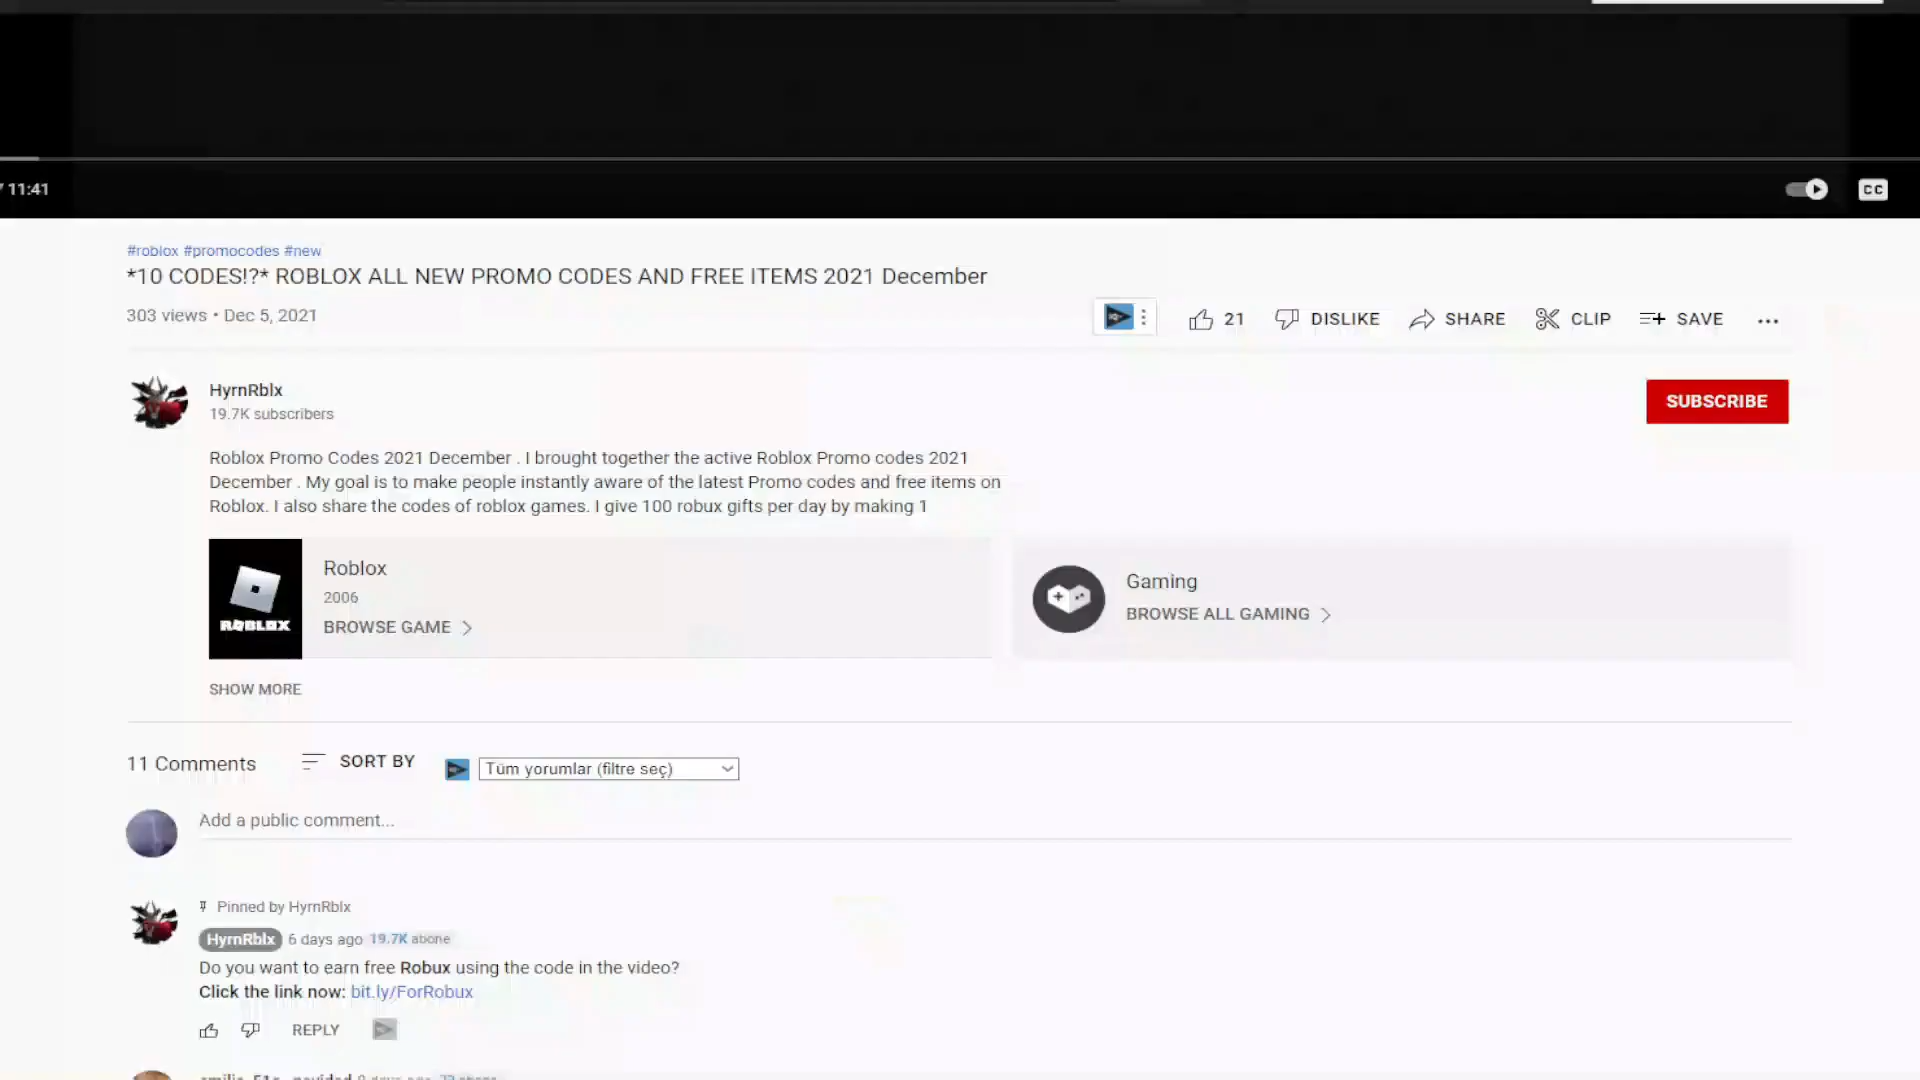 / 11:41
CC
#roblox #promocodes #new
*10 CODES!?* ROBLOX ALL NEW PROMO CODES AND FREE ITEMS 2021 December
303 views • Dec 5, 2021
21 DISLIKE SHARE CLIP SAVE
HyrnRblx
19.7K subscribers
SUBSCRIBE
Roblox Promo Codes 2021 December . I brought together the active Roblox Promo codes 2021
December . My goal is to make people instantly aware of the latest Promo codes and free items on
Roblox. I also share the codes of roblox games. I give 100 robux gifts per day by making 1
ROBLOX
Roblox
2006
BROWSE GAME
Gaming
BROWSE ALL GAMING
SHOW MORE
11 Comments SORT BY Tüm yorumlar (filtre seç)
Add a public comment...
Pinned by HyrnRblx
HyrnRblx 6 days ago 19.7K abone
Do you want to earn free Robux using the code in the video?
Click the link now: bit.ly/ForRobux
REPLY